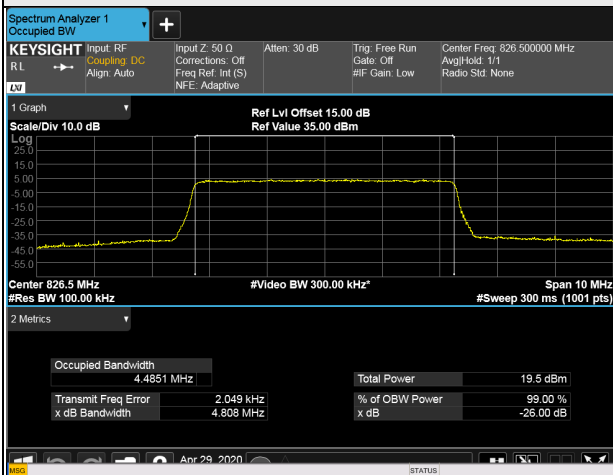 Spectrum Analyzer 1
Occupied BW
KEYSIGHT Input: RF Input Z: 50 Ω Atten: 30 dB Trig: Free Run Center Freq: 826.500000 MHz
RL Coupling: DC Corrections: Off Gate: Off Avg|Hold: 1/1
Align: Auto Freq Ref: Int (S) #IF Gain: Low Radio Std: None
LXI NFE: Adaptive
1 Graph
Ref Lvl Offset 15.00 dB
Scale/Div 10.0 dB Ref Value 35.00 dBm
Log
25.0
15.0
5.00
-5.00
-15.0
-25.0
-35.0
-45.0
-55.0
Center 826.5 MHz #Video BW 300.00 kHz* Span 10 MHz
#Res BW 100.00 kHz #Sweep 300 ms (1001 pts)
2 Metrics
Occupied Bandwidth
4.4851 MHz Total Power 19.5 dBm
Transmit Freq Error 2.049 kHz % of OBW Power 99.00 %
x dB Bandwidth 4.808 MHz x dB -26.00 dB
Apr 29, 2020
MSG STATUS